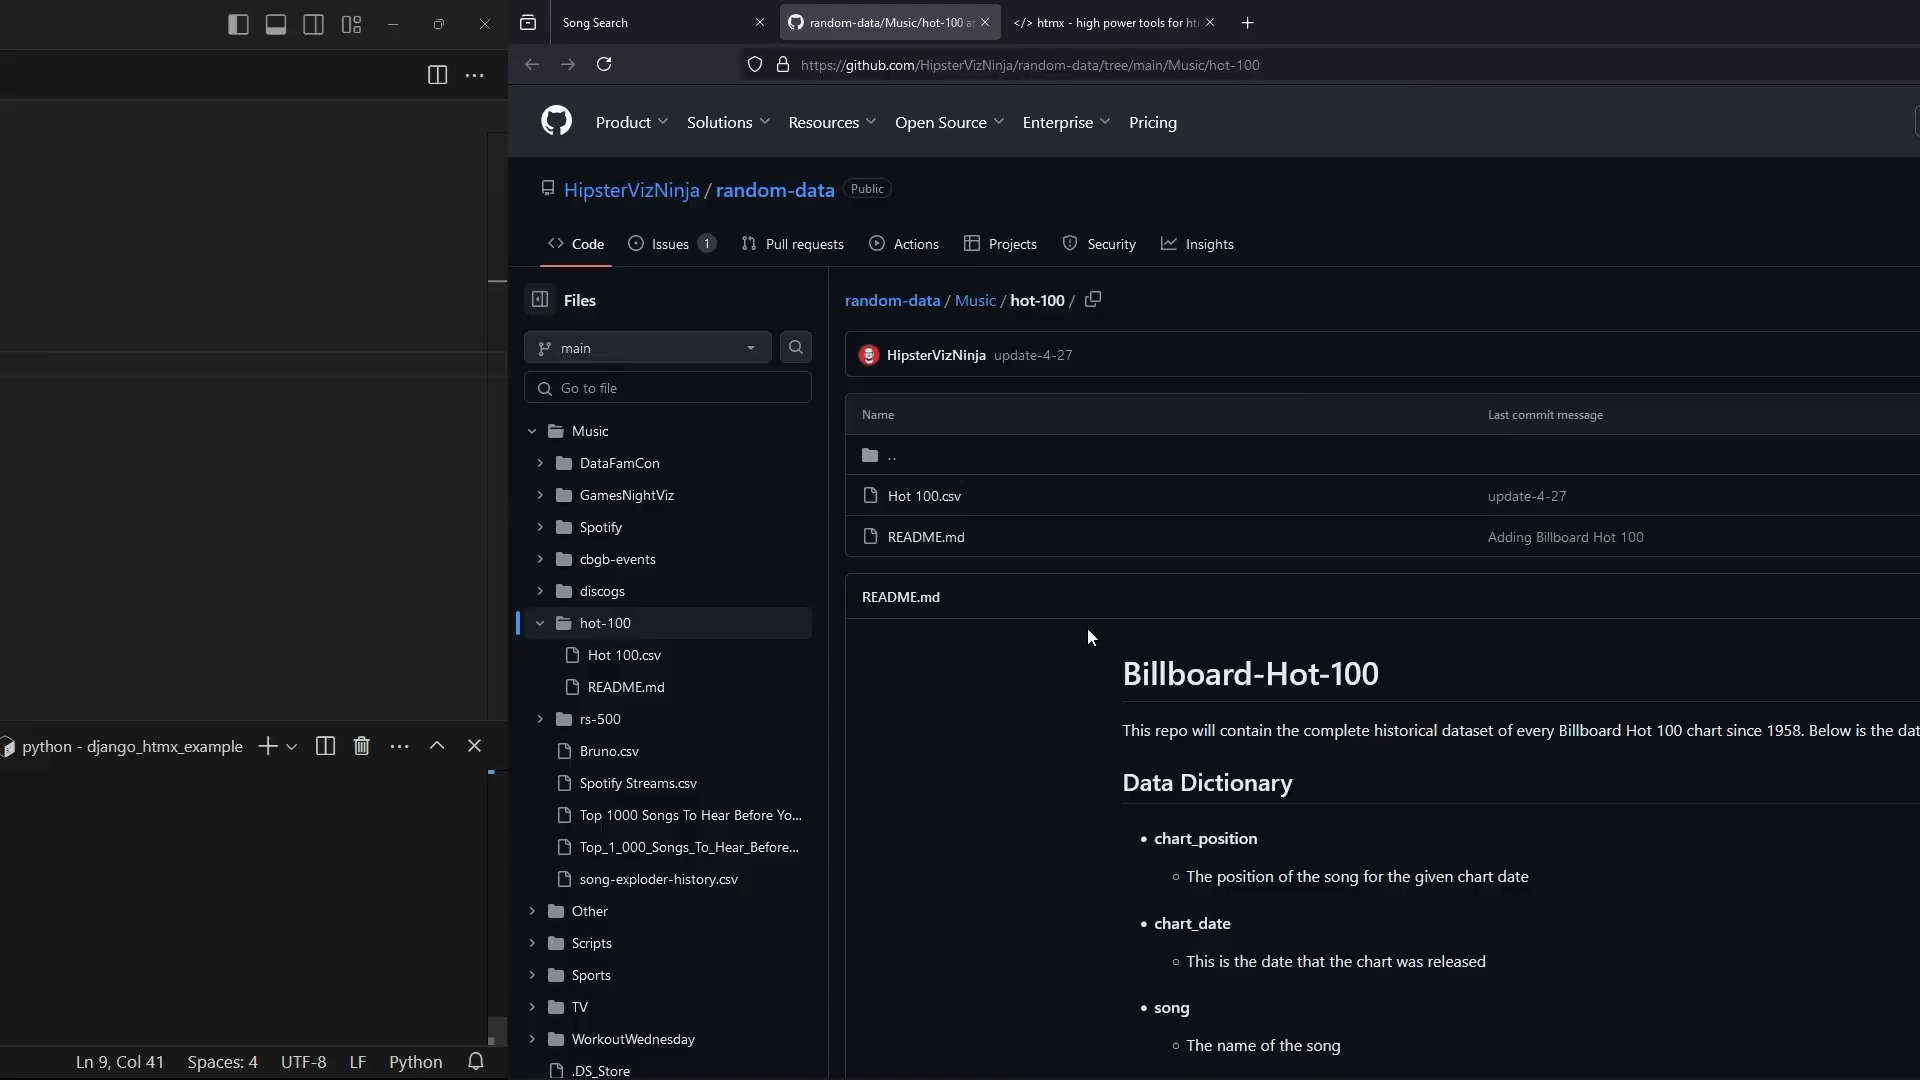 Song Search
random-data/Music/hot-100 at
</> htmx - high power tools for ht
https://github.com/HipsterVizNinja/random-data/tree/main/Music/hot-100
Product
Solutions
Resources
Open Source
Enterprise
Pricing
HipsterVizNinja / random-data
Public
Code
Issues 1
Pull requests
Actions
Projects
Security
Insights
Files
main
Go to file
Music
DataFamCon
GamesNightViz
Spotify
cbgb-events
discogs
hot-100
Hot 100.csv
README.md
rs-500
Bruno.csv
Spotify Streams.csv
Top 1000 Songs To Hear Before Yo...
Top_1_000_Songs_To_Hear_Before...
song-exploder-history.csv
Other
Scripts
Sports
TV
WorkoutWednesday
.DS_Store
random-data / Music / hot-100 /
HipsterVizNinja update-4-27
Name
Last commit message
..
Hot 100.csv
update-4-27
README.md
Adding Billboard Hot 100
README.md
Billboard-Hot-100
This repo will contain the complete historical dataset of every Billboard Hot 100 chart since 1958. Below is the dat
Data Dictionary
chart_position
The position of the song for the given chart date
chart_date
This is the date that the chart was released
song
The name of the song
python - django_htmx_example
Ln 9, Col 41
Spaces: 4
UTF-8
LF
Python